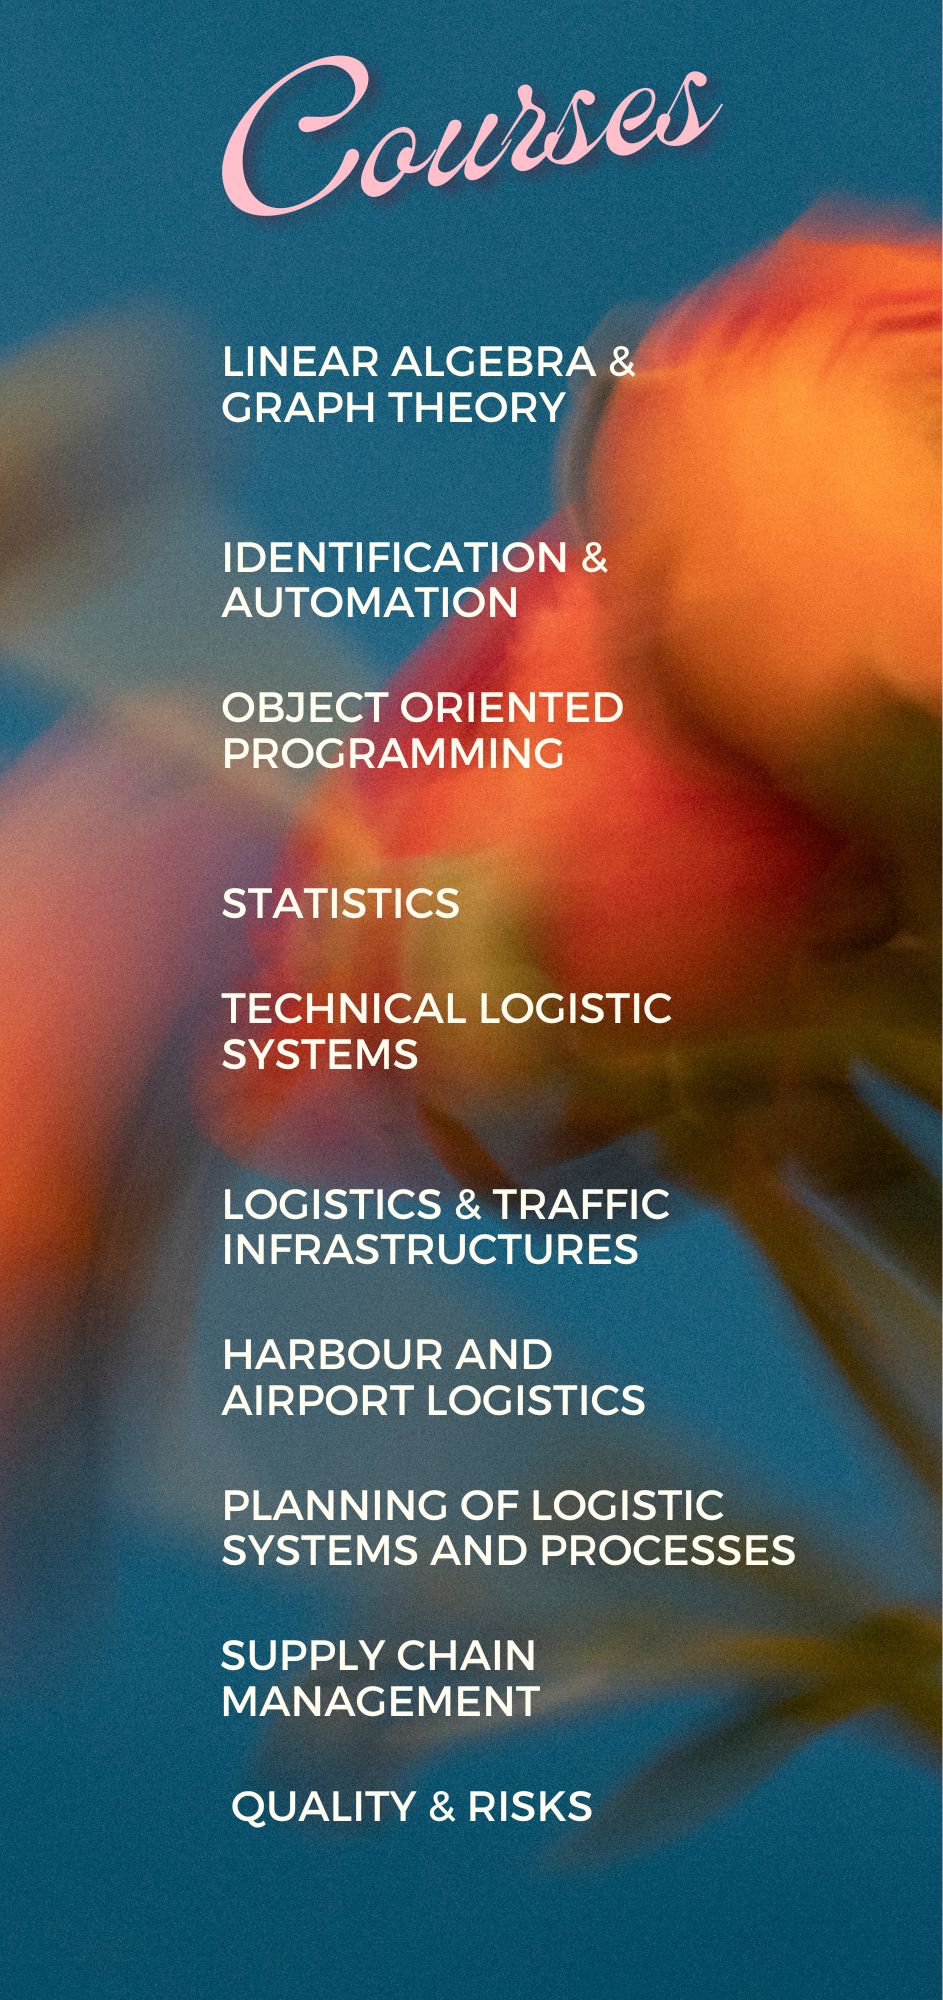 Courses
LINEAR ALGEBRA &
GRAPH THEORY
IDENTIFICATION &
AUTOMATION
OBJECT ORIENTED
PROGRAMMING
STATISTICS
TECHNICAL LOGISTIC
SYSTEMS
LOGISTICS & TRAFFIC
INFRASTRUCTURES
HARBOUR AND
AIRPORT LOGISTICS
PLANNING OF LOGISTIC
SYSTEMS AND PROCESSES
SUPPLY CHAIN
MANAGEMENT
QUALITY & RISKS